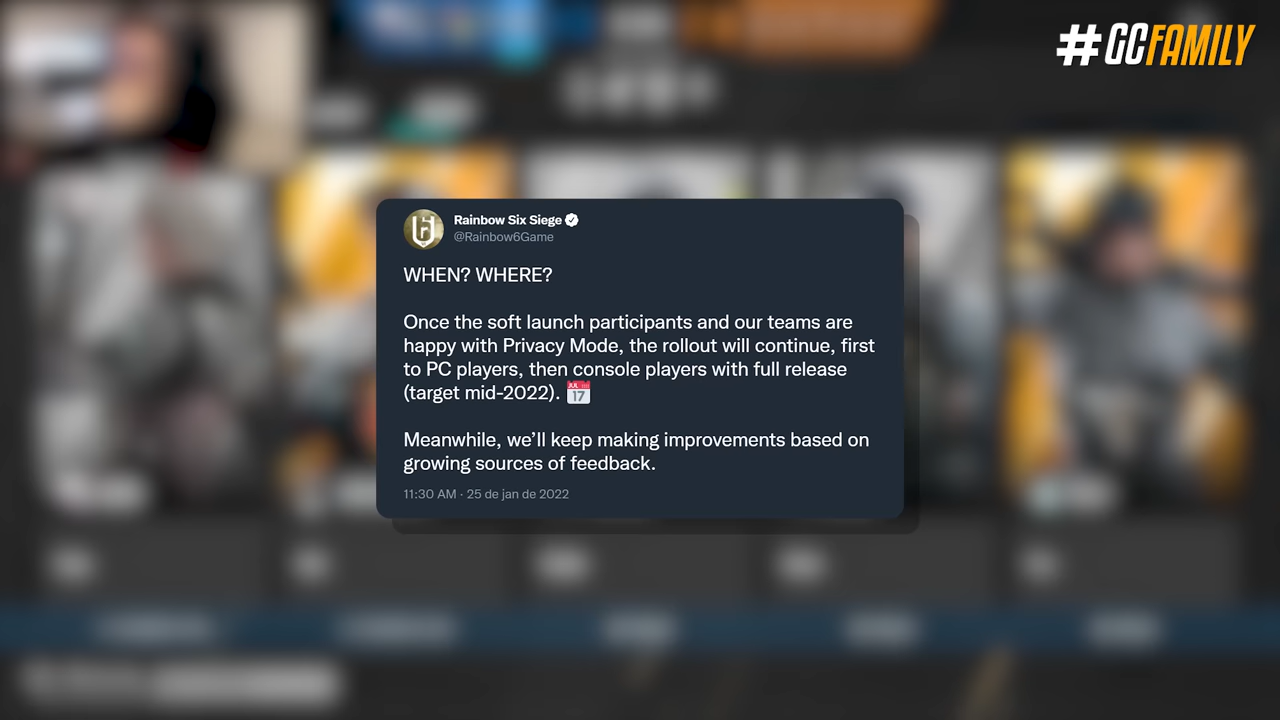 #GCFAMILY
Rainbow Six Siege
@Rainbow6Game
WHEN? WHERE?
Once the soft launch participants and our teams are
happy with Privacy Mode, the rollout will continue, first
to PC players, then console players with full release
(target mid-2022). 📅
JUL
17
Meanwhile, we’ll keep making improvements based on
growing sources of feedback.
11:30 AM · 25 de jan de 2022